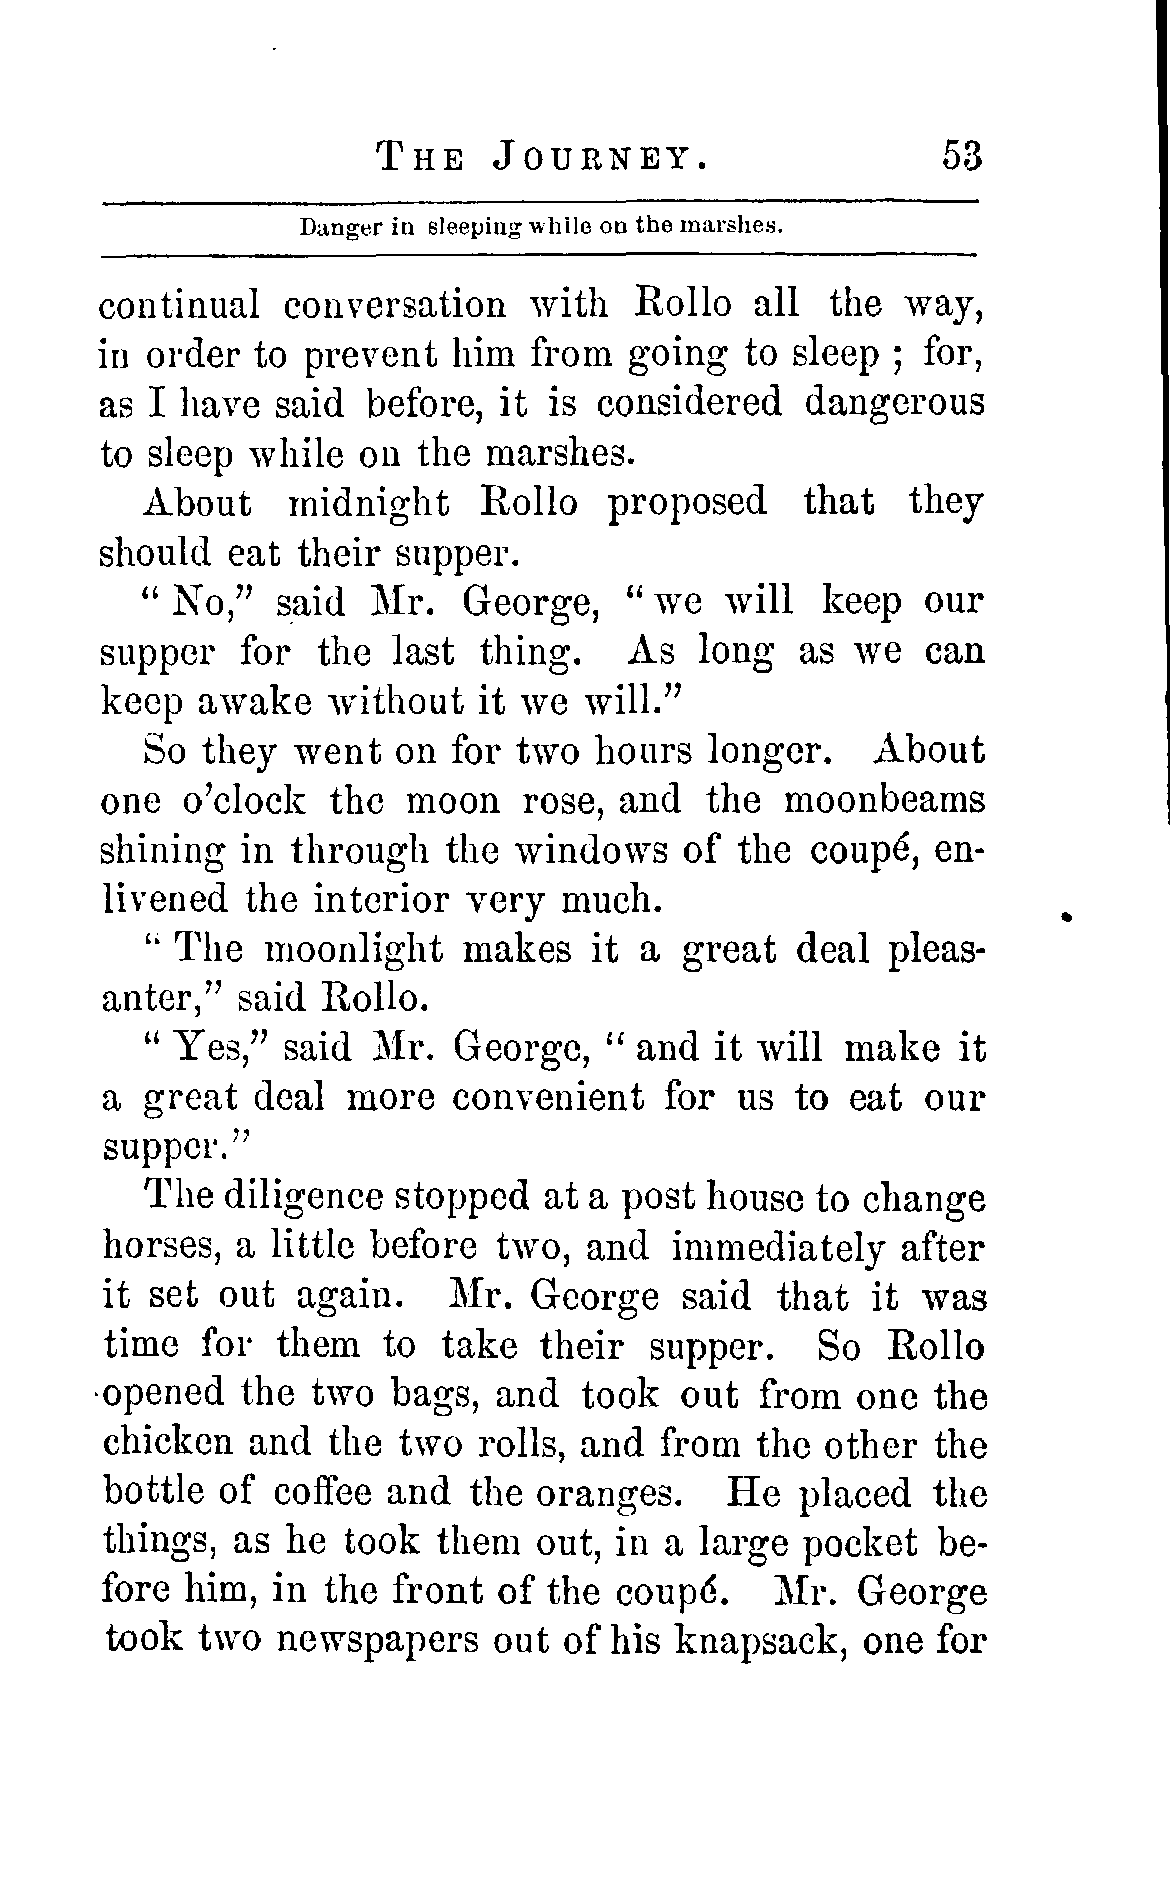 The Journey. 53
Danger in sleeping while on the marshes.
continual conversation with Rollo all the way,
in order to prevent him from going to sleep ; for,
as I have said before, it is considered dangerous
to sleep while on the marshes.
About midnight Rollo proposed that they
should eat their supper.
“ No,” said Mr. George, “ we will keep our
supper for the last thing. As long as we can
keep awake without it we will.”
So they went on for two hours longer. About
one o’clock the moon rose, and the moonbeams
shining in through the windows of the coupé, en-
livened the interior very much.
“ The moonlight makes it a great deal pleas-
anter,” said Rollo.
“ Yes,” said Mr. George, “ and it will make it
a great deal more convenient for us to eat our
supper.”
The diligence stopped at a post house to change
horses, a little before two, and immediately after
it set out again. Mr. George said that it was
time for them to take their supper. So Rollo
opened the two bags, and took out from one the
chicken and the two rolls, and from the other the
bottle of coffee and the oranges. He placed the
things, as he took them out, in a large pocket be-
fore him, in the front of the coupé. Mr. George
took two newspapers out of his knapsack, one for